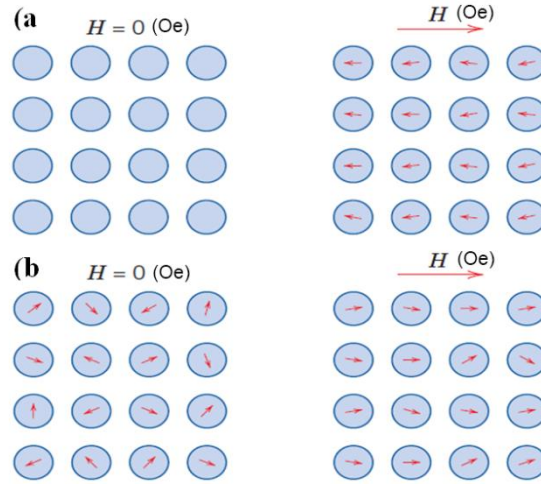 (a
H = 0 (Oe)
H (Oe)
(b
H = 0 (Oe)
H (Oe)